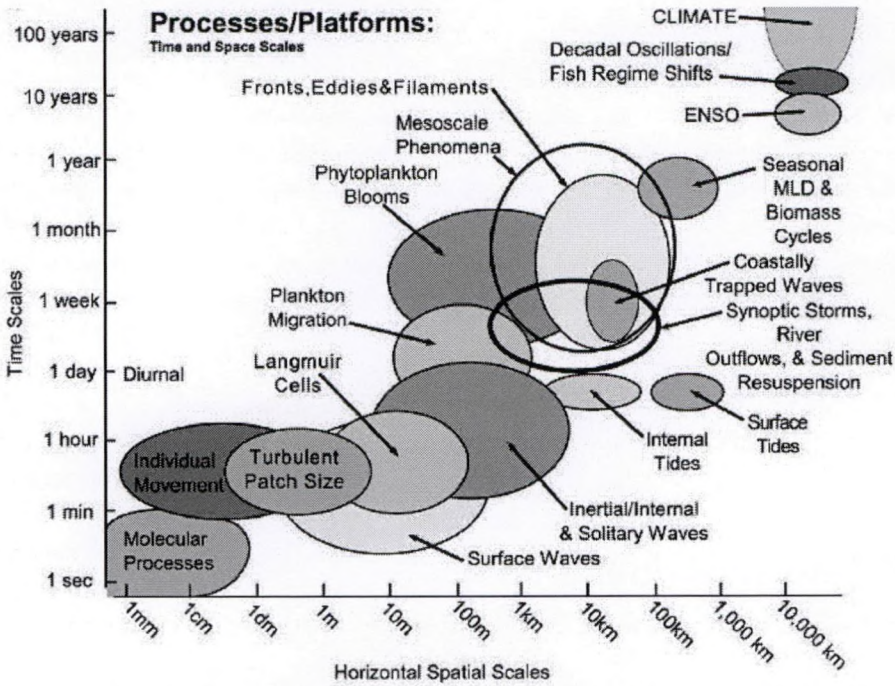 Processes/Platforms:
Time and Space Scales
CLIMATE
Decadal Oscillations/
Fish Regime Shifts
ENSO
Fronts,Eddies&Filaments
Mesoscale
Phenomena
Phytoplankton
Blooms
Seasonal
MLD &
Biomass
Cycles
Coastally
Trapped Waves
Plankton
Migration
Synoptic Storms,
River
Outflows, & Sediment
Resuspension
Langmuir
Cells
Diurnal
Internal
Tides
Surface
Tides
Individual
Movement
Turbulent
Patch Size
Inertial/Internal
& Solitary Waves
Molecular
Processes
Surface Waves
Time Scales
100 years
10 years
1 year
1 month
1 week
1 day
1 hour
1 min
1 sec
1mm
1cm
1dm
1m
10m
100m
1km
10km
100km
1,000 km
10,000 km
Horizontal Spatial Scales